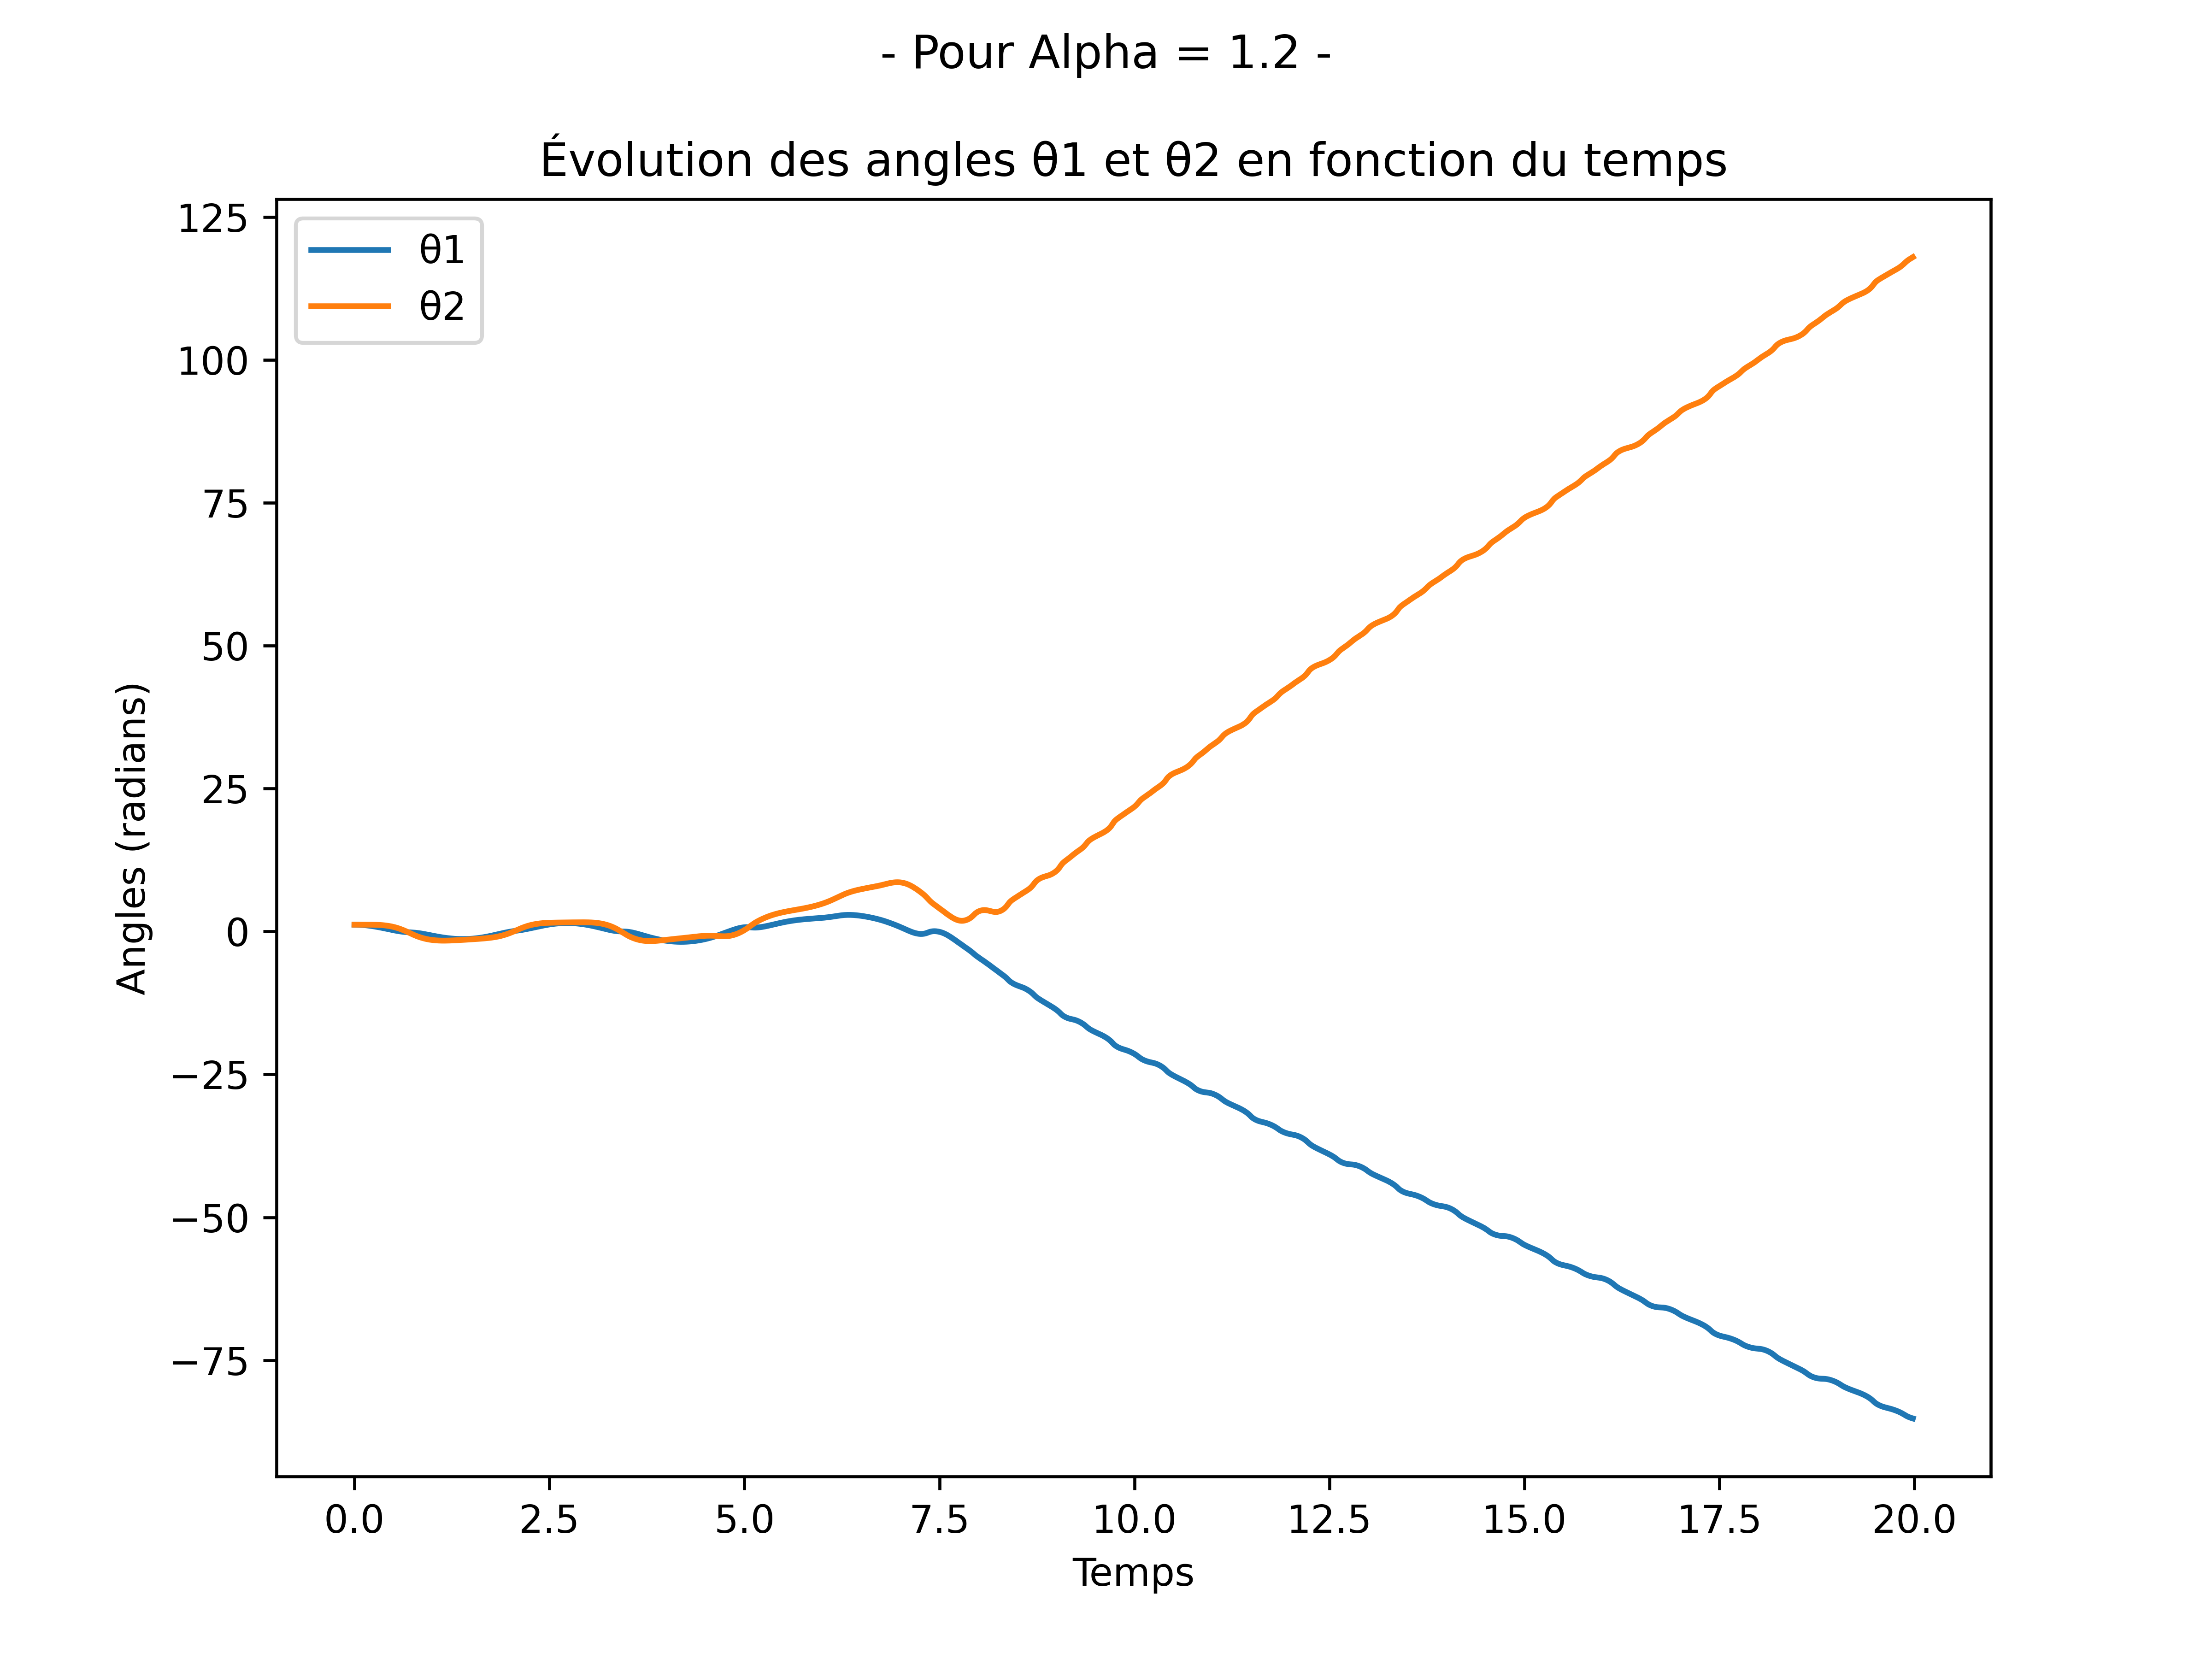 - Pour Alpha = 1.2 -
Évolution des angles θ1 et θ2 en fonction du temps
θ1
θ2
125
100
75
50
25
0
−25
−50
−75
Angles (radians)
0.0 2.5 5.0 7.5 10.0 12.5 15.0 17.5 20.0
Temps